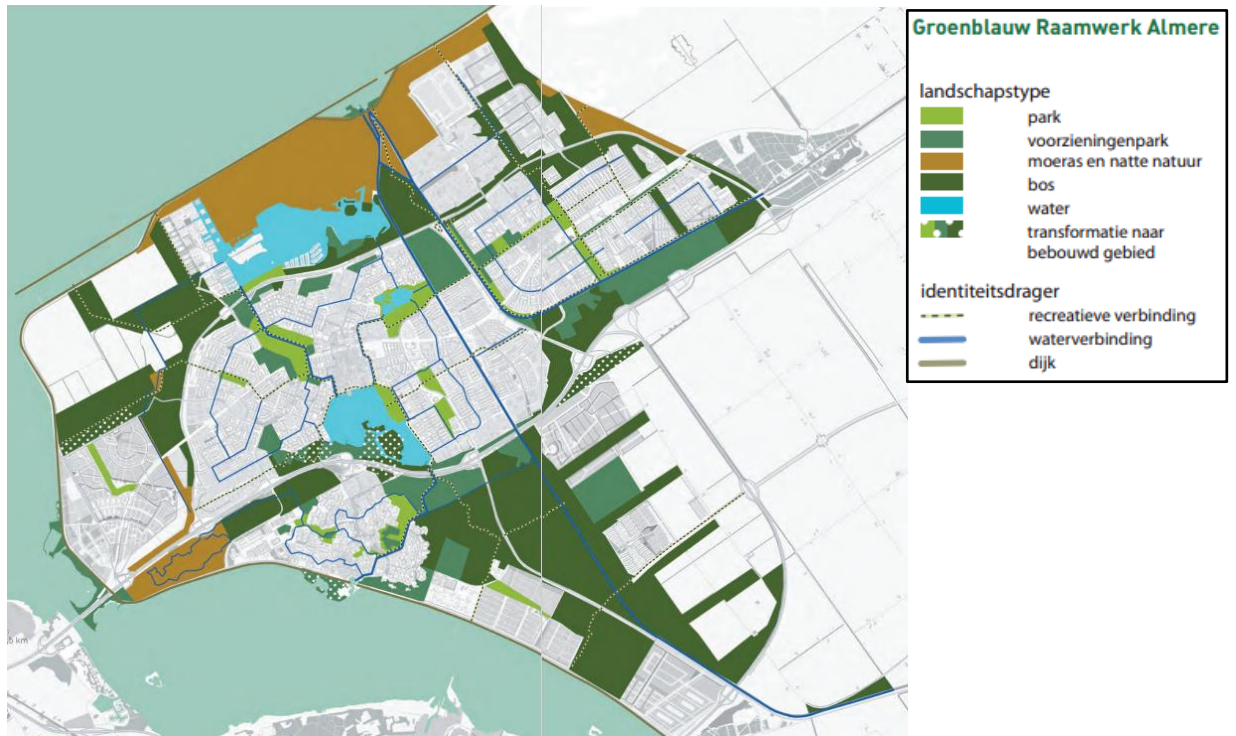 Groenblauw Raamwerk Almere
landschapstype
park
voorzieningenpark
moeras en natte natuur
bos
water
transformatie naar
bebouwd gebied
identiteitsdrager
recreatieve verbinding
waterverbinding
dijk